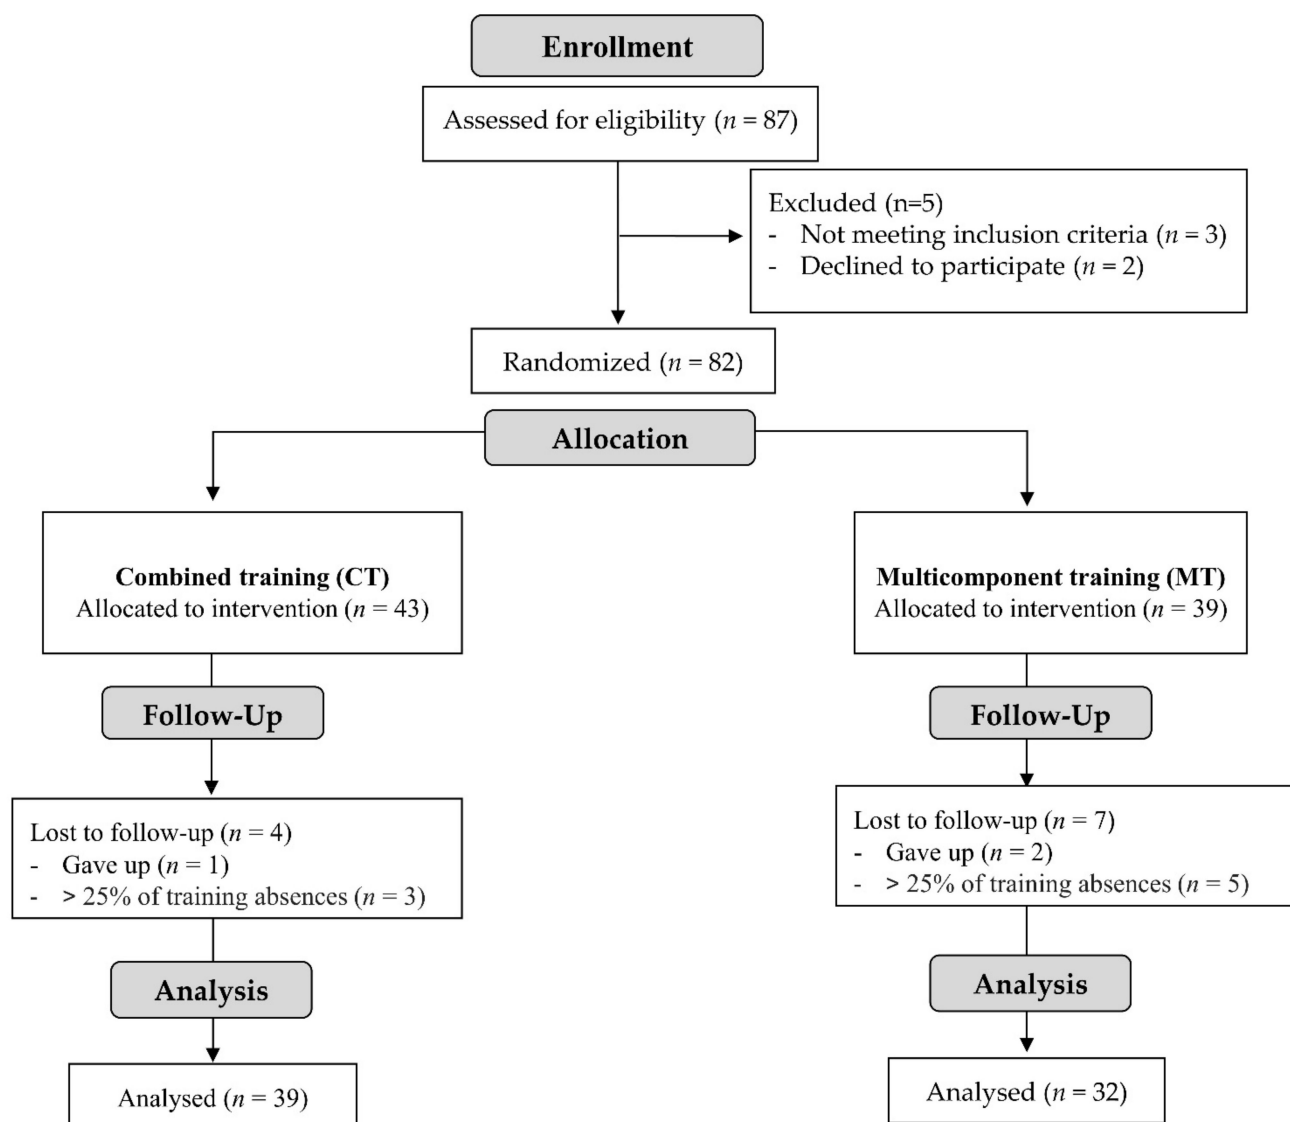 Enrollment
Assessed for eligibility (n = 87)
Excluded (n=5)
- Not meeting inclusion criteria (n = 3)
- Declined to participate (n = 2)
Randomized (n = 82)
Allocation
Combined training (CT)
Allocated to intervention (n = 43)
Multicomponent training (MT)
Allocated to intervention (n = 39)
Follow-Up
Follow-Up
Lost to follow-up (n = 4)
- Gave up (n = 1)
- > 25% of training absences (n = 3)
Lost to follow-up (n = 7)
- Gave up (n = 2)
- > 25% of training absences (n = 5)
Analysis
Analysis
Analysed (n = 39)
Analysed (n = 32)